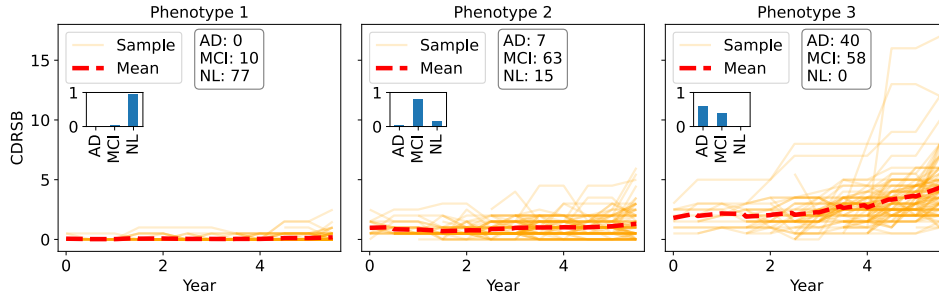 Phenotype 1
Sample
Mean
AD: 0
MCI: 10
NL: 77
1
0
AD
MCI
NL
15
10
5
0
CDRSB
0
2
4
Year
Phenotype 2
Sample
Mean
AD: 7
MCI: 63
NL: 15
1
0
AD
MCI
NL
0
2
4
Year
Phenotype 3
Sample
Mean
AD: 40
MCI: 58
NL: 0
1
0
AD
MCI
NL
0
2
4
Year